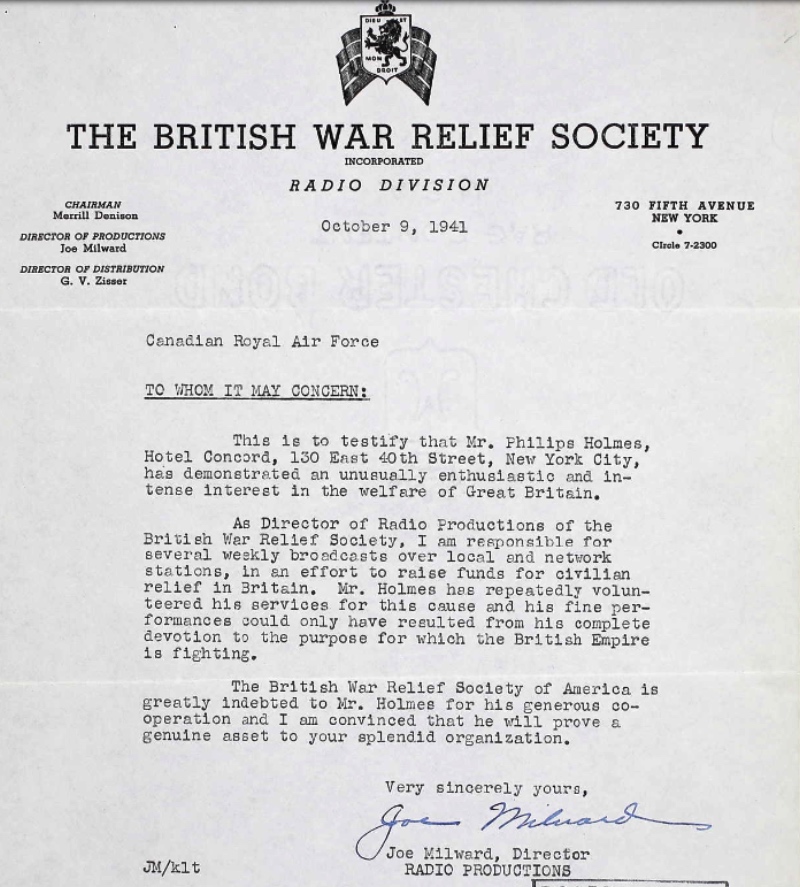 DIEU ET
MON
DROIT
THE BRITISH WAR RELIEF SOCIETY
INCORPORATED
RADIO DIVISION
CHAIRMAN
Merrill Denison
DIRECTOR OF PRODUCTIONS
Joe Milward
DIRECTOR OF DISTRIBUTION
G. V. Zisser
730 FIFTH AVENUE
NEW YORK
•
CIrcle 7-2300
October 9, 1941
Canadian Royal Air Force
TO WHOM IT MAY CONCERN:
This is to testify that Mr. Philips Holmes,
Hotel Concord, 130 East 40th Street, New York City,
has demonstrated an unusually enthusiastic and in-
tense interest in the welfare of Great Britain.
As Director of Radio Productions of the
British War Relief Society, I am responsible for
several weekly broadcasts over local and network
stations, in an effort to raise funds for civilian
relief in Britain. Mr. Holmes has repeatedly volun-
teered his services for this cause and his fine per-
formances could only have resulted from his complete
devotion to the purpose for which the British Empire
is fighting.
The British War Relief Society of America is
greatly indebted to Mr. Holmes for his generous co-
operation and I am convinced that he will prove a
genuine asset to your splendid organization.
Very sincerely yours,
Joe Milward
Joe Milward, Director
RADIO PRODUCTIONS
JM/klt